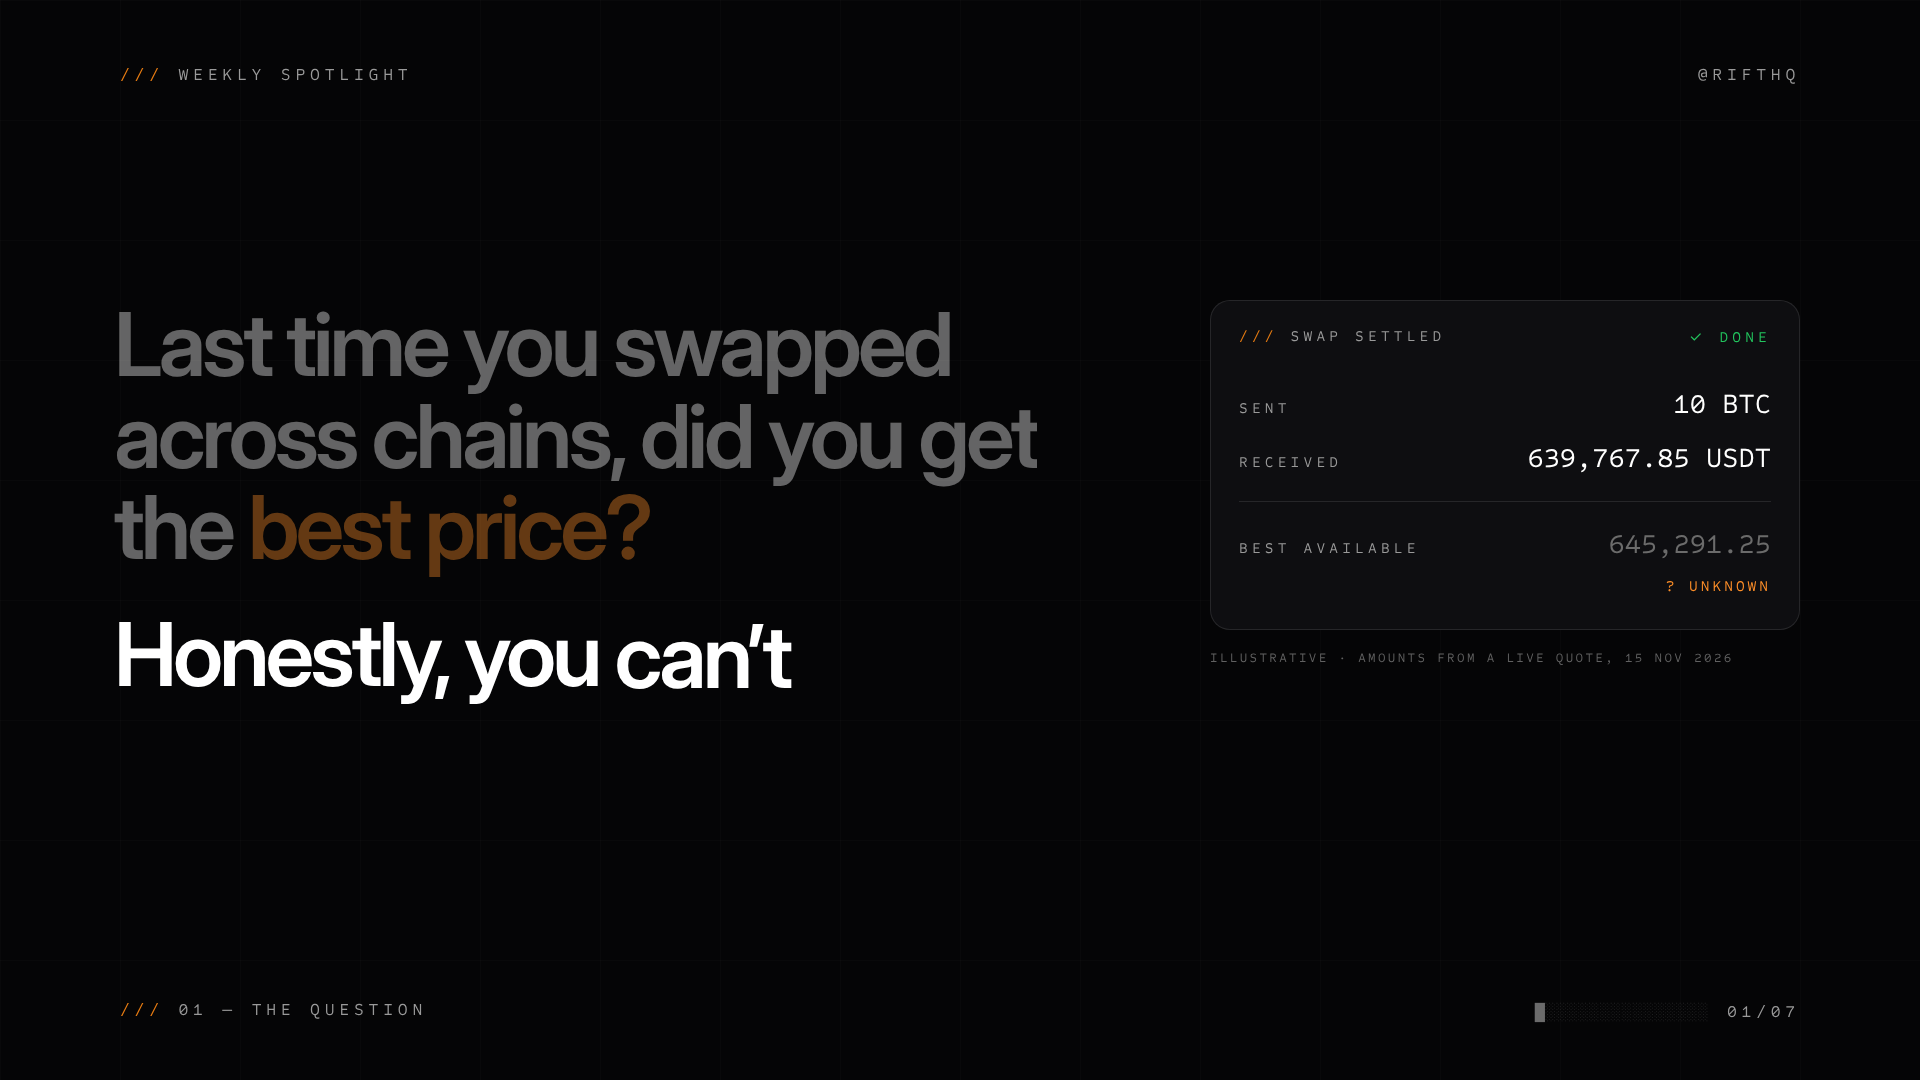 /// WEEKLY SPOTLIGHT
@RIFTHQ
Last time you swapped
across chains, did you get
the best price?
Honestly, you can’t
/// SWAP SETTLED
✓ DONE
SENT
10 BTC
RECEIVED
639,767.85 USDT
BEST AVAILABLE
645,291.25
? UNKNOWN
ILLUSTRATIVE · AMOUNTS FROM A LIVE QUOTE, 15 NOV 2026
/// 01 — THE QUESTION
01/07